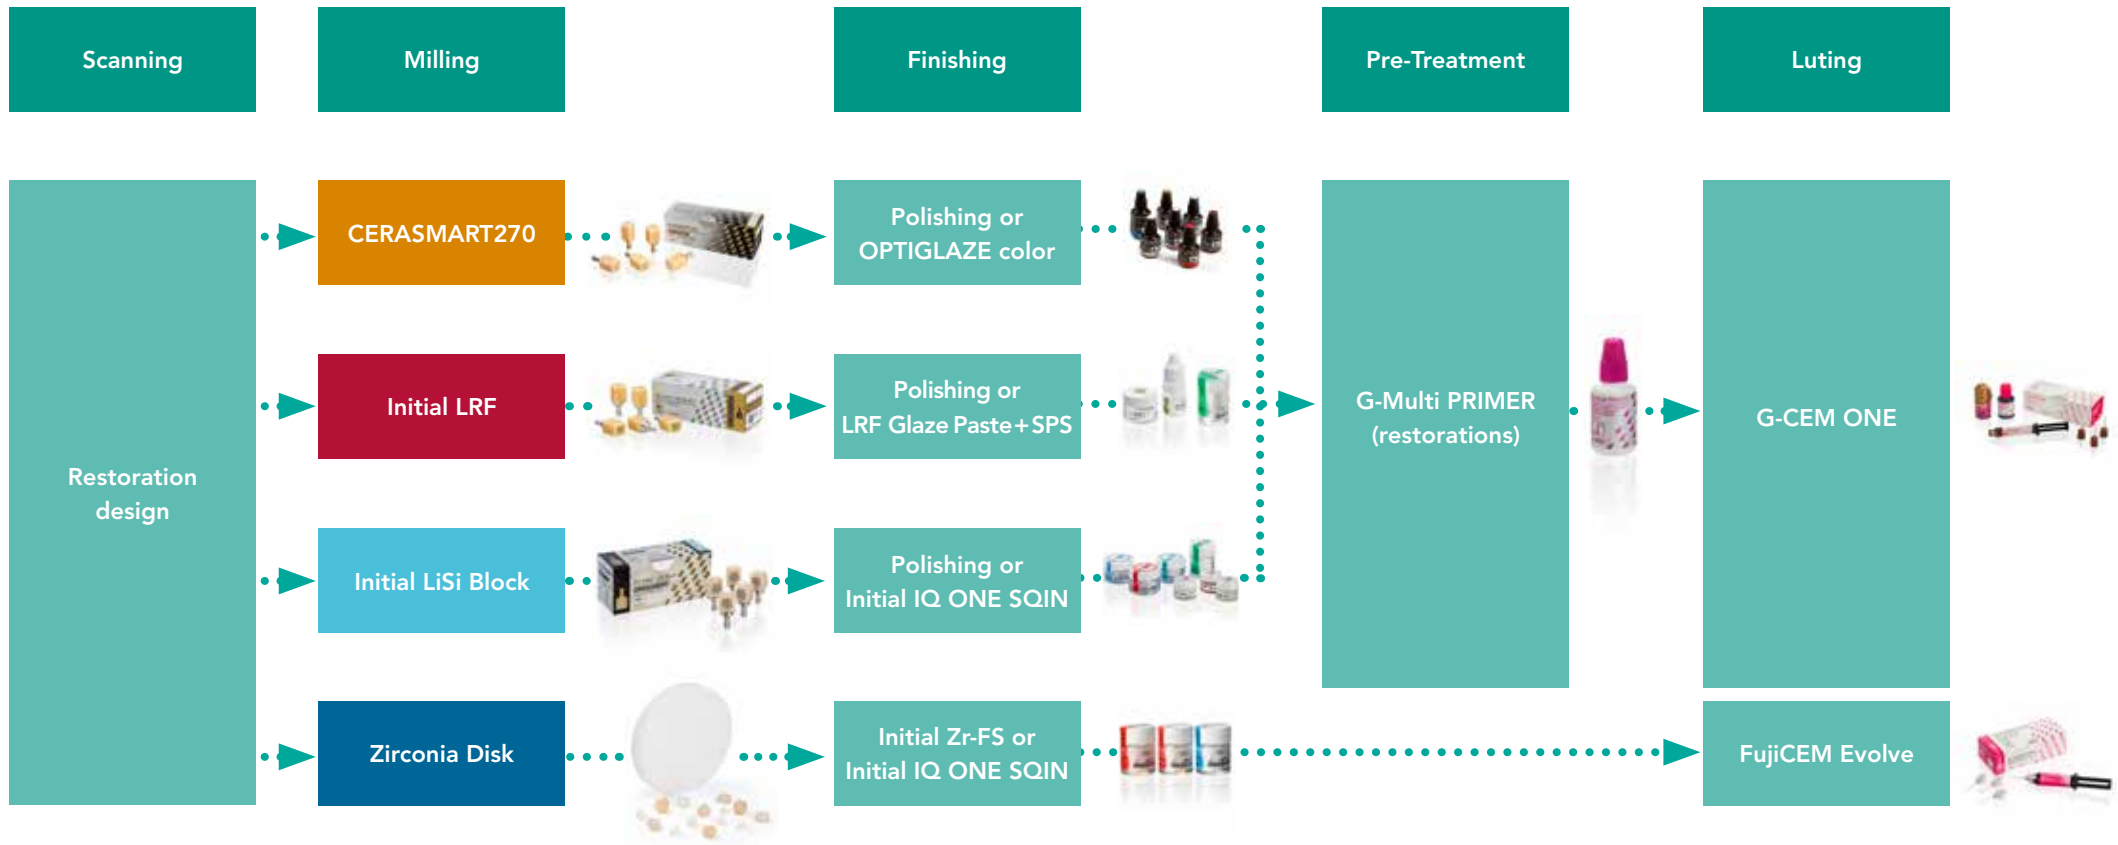 Scanning
Milling
Finishing
Pre-Treatment
Luting
Restoration
design
CERASMART270
Polishing or
OPTIGLAZE color
Initial LRF
Polishing or
LRF Glaze Paste+SPS
Initial LiSi Block
Polishing or
Initial IQ ONE SQIN
Zirconia Disk
Initial Zr-FS or
Initial IQ ONE SQIN
G-Multi PRIMER
(restorations)
G-CEM ONE
FujiCEM Evolve